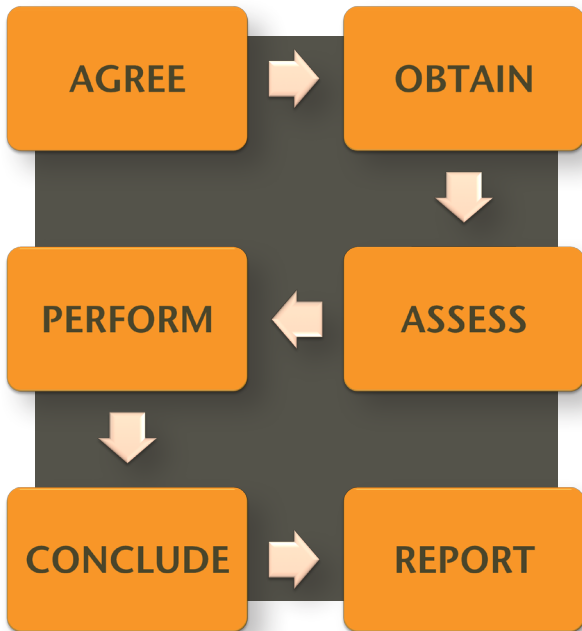 AGREE
OBTAIN
ASSESS
PERFORM
CONCLUDE
REPORT